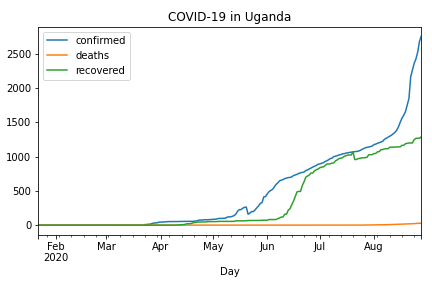 COVID-19 in Uganda
confirmed
deaths
recovered
2500
2000
1500
1000
500
0
Feb Mar Apr May Jun Jul Aug
2020
Day